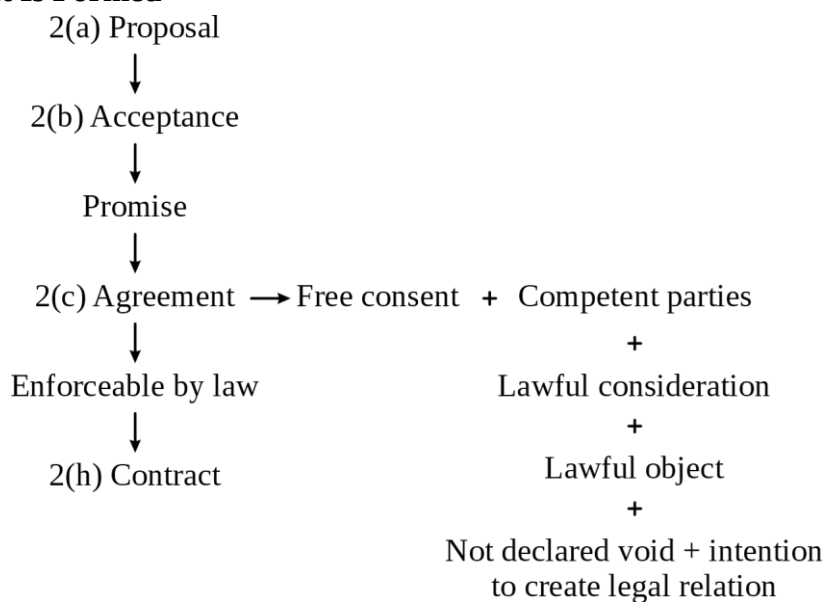 2(a) Proposal
2(b) Acceptance
Promise
2(c) Agreement → Free consent + Competent parties
+
Enforceable by law
Lawful consideration
+
2(h) Contract
Lawful object
+
Not declared void + intention
to create legal relation